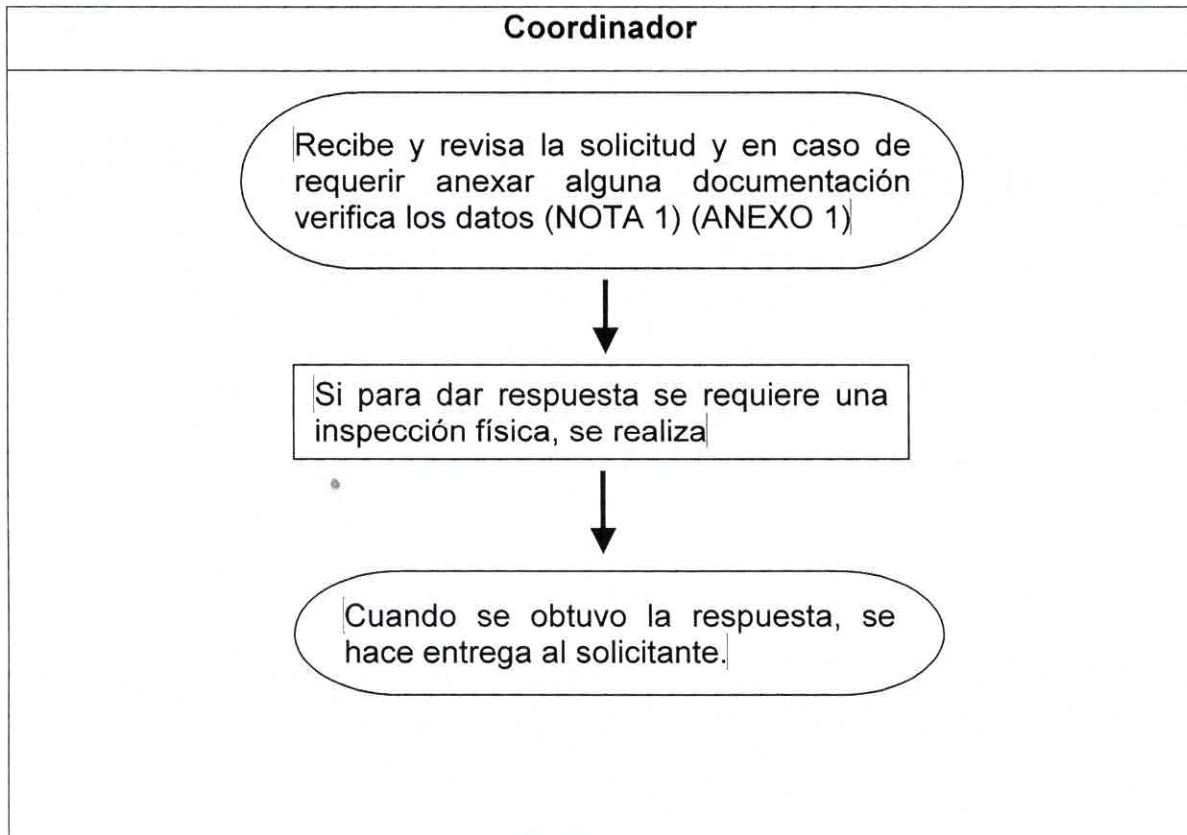 Coordinador
Recibe y revisa la solicitud y en caso de
requerir anexar alguna documentación
verifica los datos (NOTA 1) (ANEXO 1)
Si para dar respuesta se requiere una
inspección física, se realiza
Cuando se obtuvo la respuesta, se
hace entrega al solicitante.